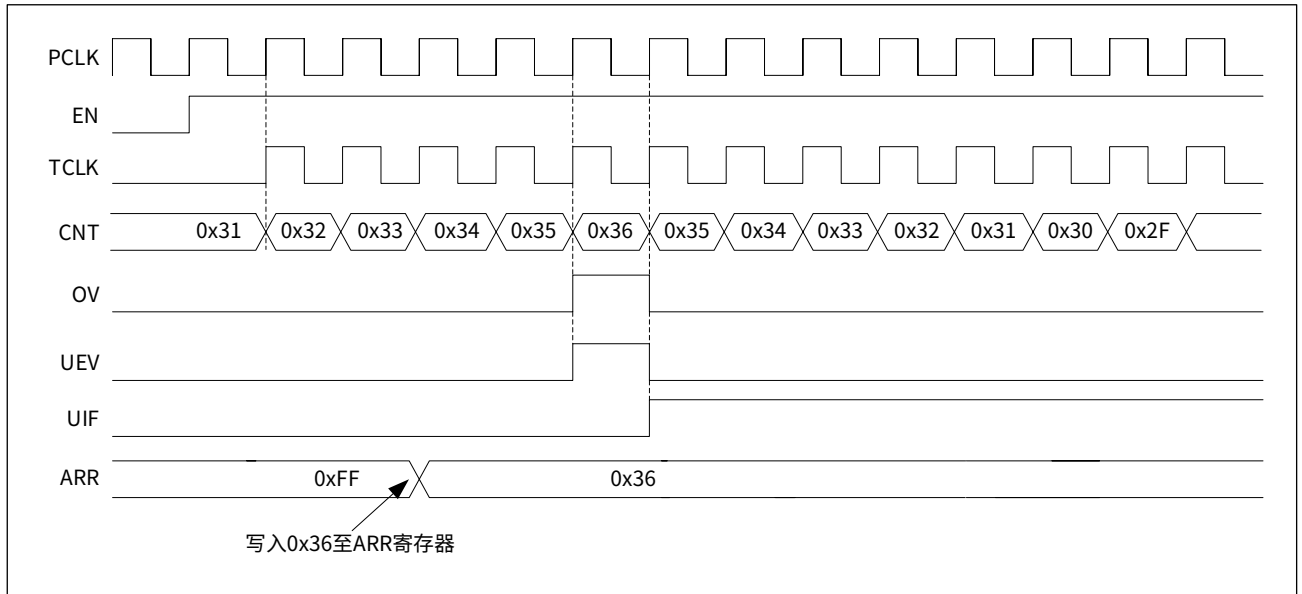 PCLK
EN
TCLK
CNT 0x31 0x32 0x33 0x34 0x35 0x36 0x35 0x34 0x33 0x32 0x31 0x30 0x2F
OV
UEV
UIF
ARR 0xFF 0x36
写入0x36至ARR寄存器